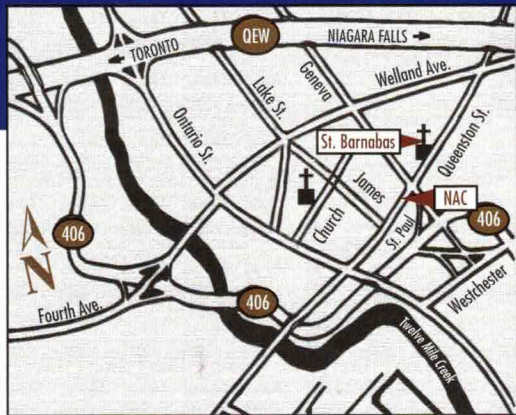 QEW
TORONTO
NIAGARA FALLS
Geneva
Lake St.
Welland Ave.
Ontario St.
St. Barnabas
Queenston St.
James
NAC
Church
St. Paul
406
406
N
Westchester
406
Fourth Ave.
Twelve Mile Creek